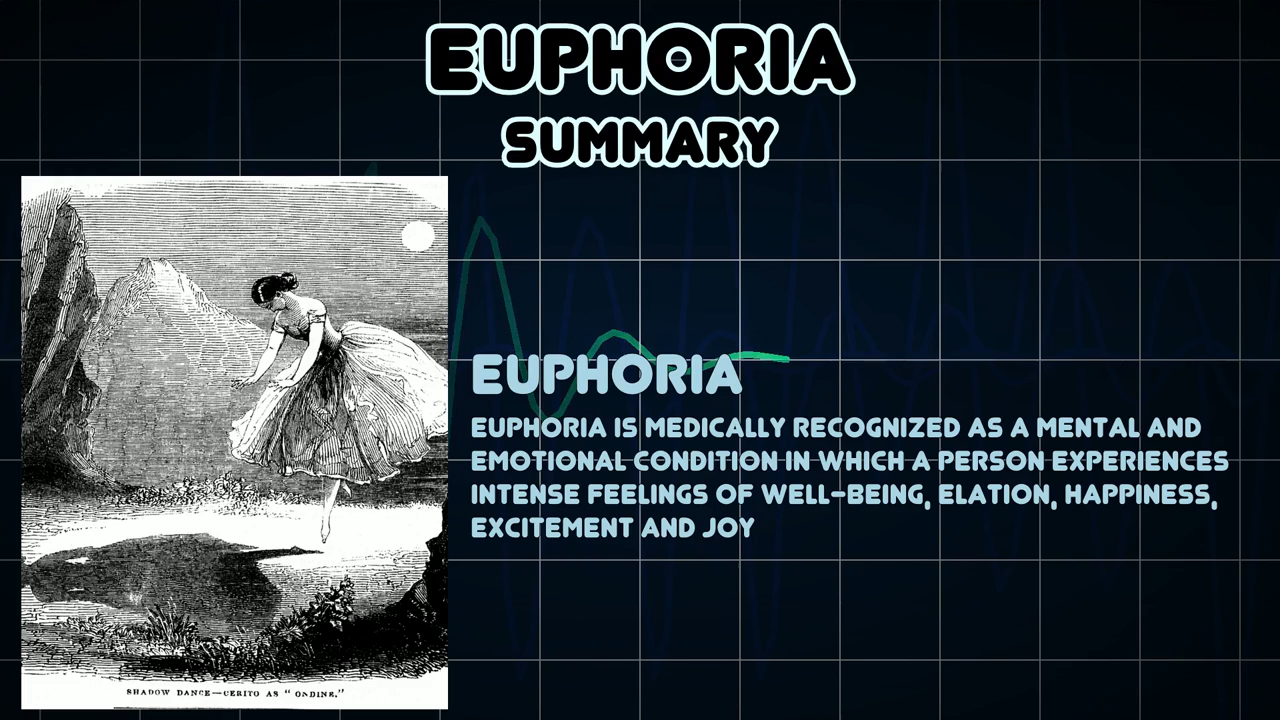 EUPHORIA
SUMMARY
EUPHORIA
EUPHORIA IS MEDICALLY RECOGNIZED AS A MENTAL AND
EMOTIONAL CONDITION IN WHICH A PERSON EXPERIENCES
INTENSE FEELINGS OF WELL-BEING, ELATION, HAPPINESS,
EXCITEMENT AND JOY
SHADOW DANCE—CERITO AS "ONDINE."